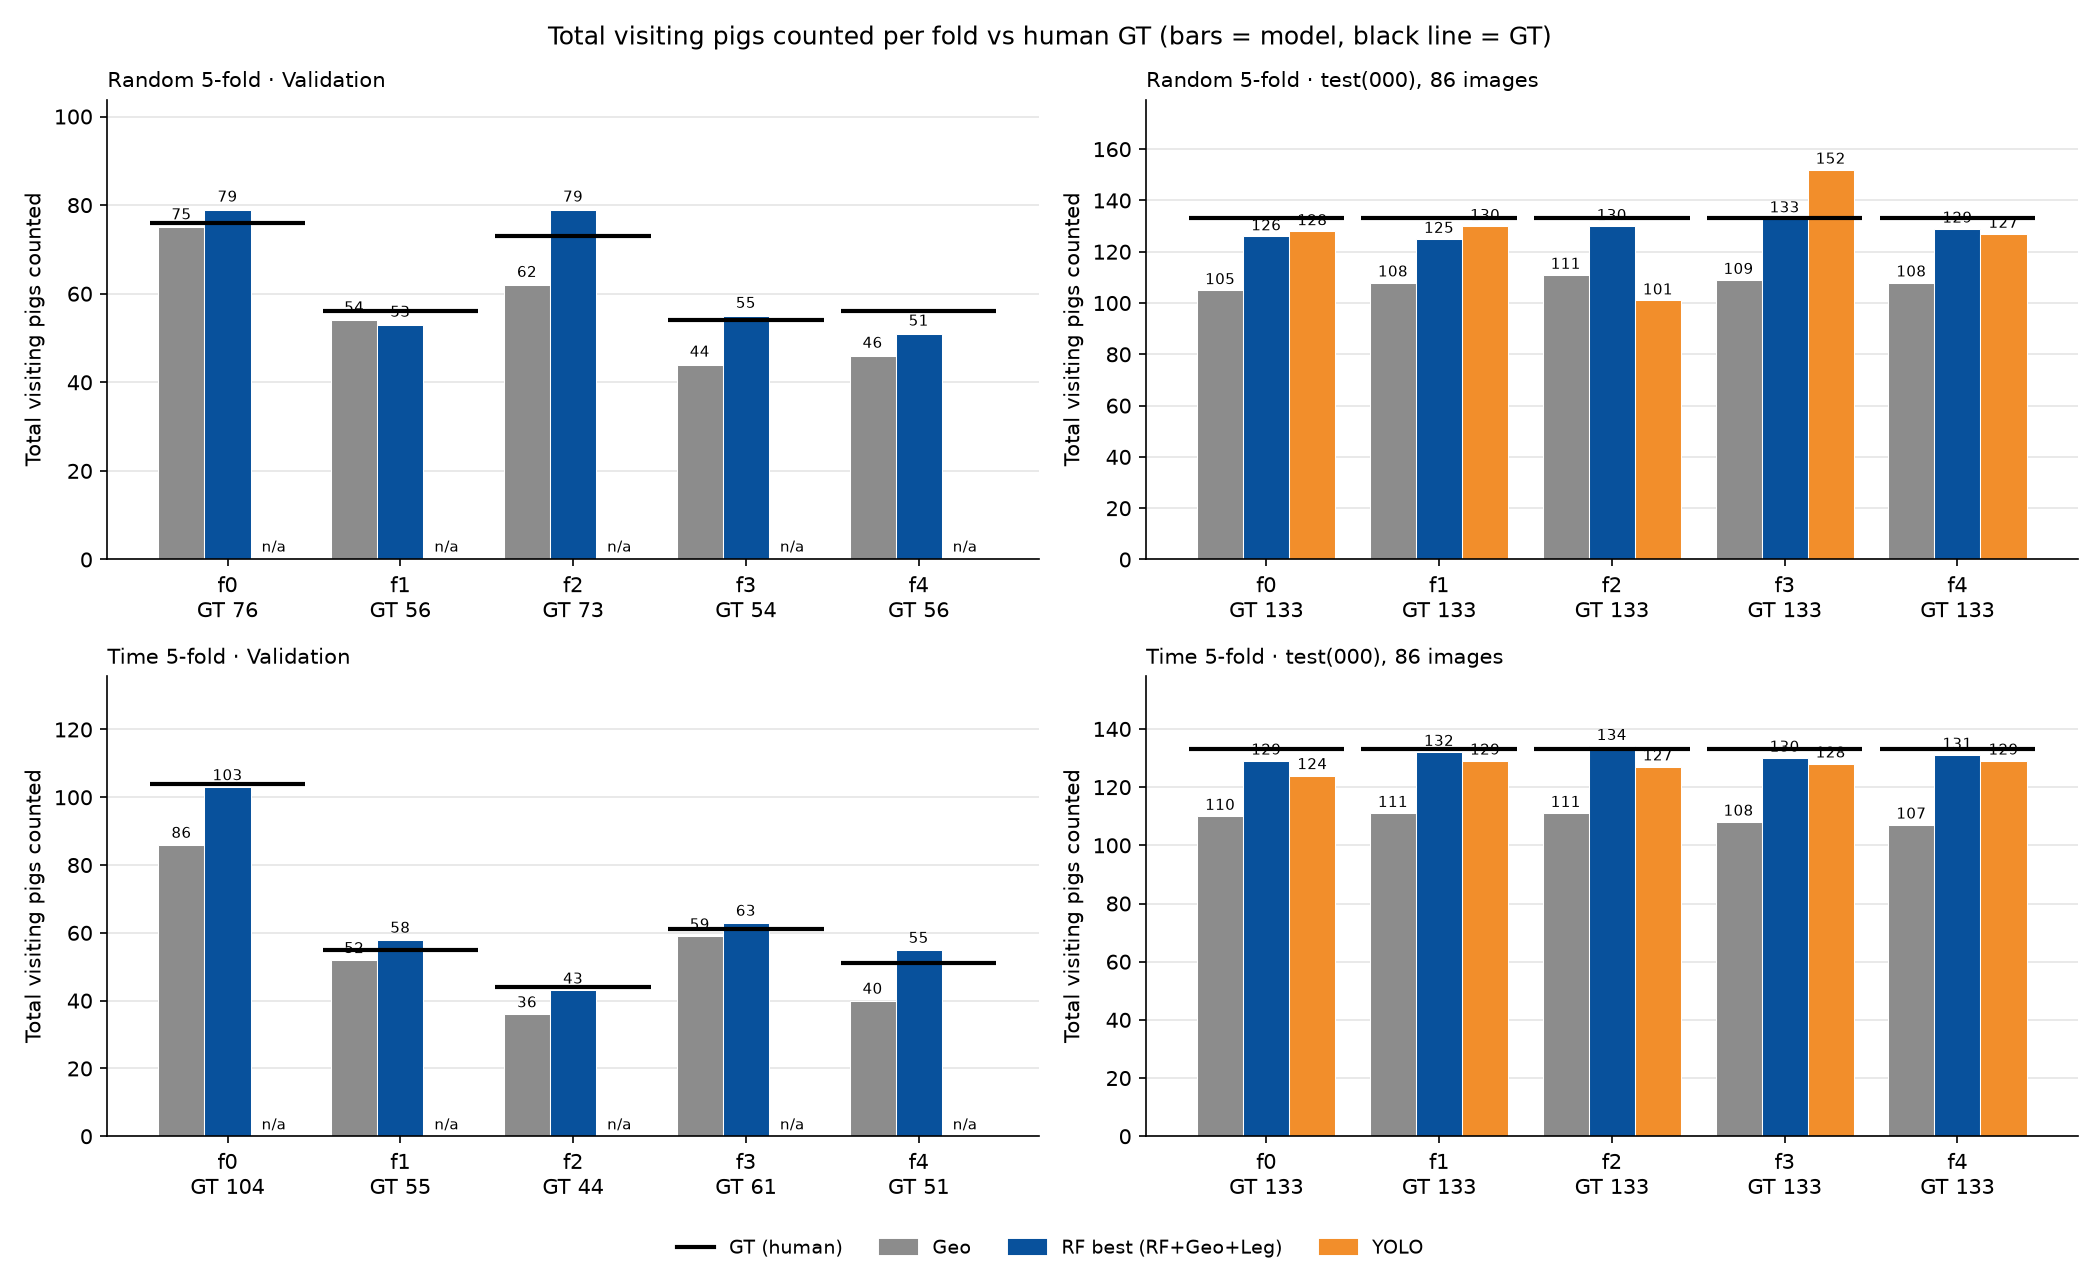 Total visiting pigs counted per fold vs human GT (bars = model, black line = GT)
Random 5-fold · Validation
Total visiting pigs counted
100
80
60
40
20
0
75 79
54 53
62 79
44 55
46 51
n/a n/a n/a n/a n/a
f0 f1 f2 f3 f4
GT 76 GT 56 GT 73 GT 54 GT 56
Random 5-fold · test(000), 86 images
Total visiting pigs counted
160
140
120
100
80
60
40
20
0
105 126 128
108 125 130
111 130 101
109 133 152
108 129 127
f0 f1 f2 f3 f4
GT 133 GT 133 GT 133 GT 133 GT 133
Time 5-fold · Validation
Total visiting pigs counted
120
100
80
60
40
20
0
86 103
52 58
36 43
59 63
40 55
n/a n/a n/a n/a n/a
f0 f1 f2 f3 f4
GT 104 GT 55 GT 44 GT 61 GT 51
Time 5-fold · test(000), 86 images
Total visiting pigs counted
140
120
100
80
60
40
20
0
110 129 124
111 132 129
111 134 127
108 130 128
107 131 129
f0 f1 f2 f3 f4
GT 133 GT 133 GT 133 GT 133 GT 133
GT (human) Geo RF best (RF+Geo+Leg) YOLO